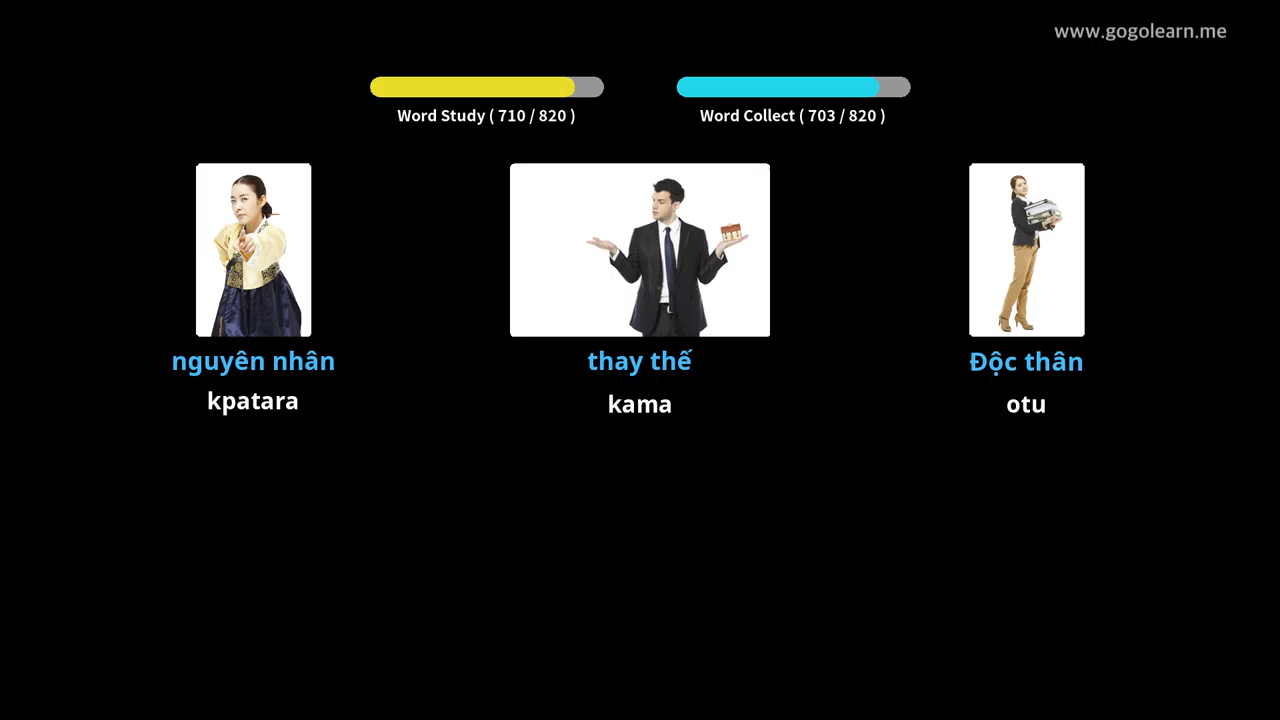 www.gogolearn.me
Word Study ( 710 / 820 )
Word Collect ( 703 / 820 )
nguyên nhân
thay thế
Độc thân
kpatara
kama
otu